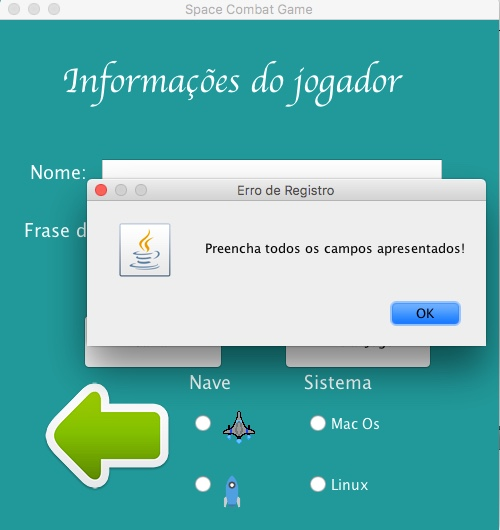 Space Combat Game
Informações do jogador
Nome:
Erro de Registro
Frase d
Preencha todos os campos apresentados!
OK
Nave Sistema
Mac Os
Linux